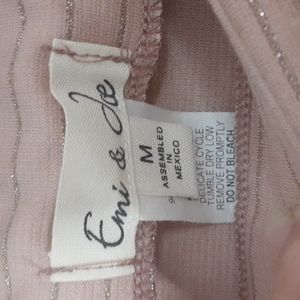 Emi & Joe
M
ASSEMBLED
IN
MEXICO
DELICATE CYCLE
TUMBLE DRY LOW
REMOVE PROMPTLY
DO NOT BLEACH.